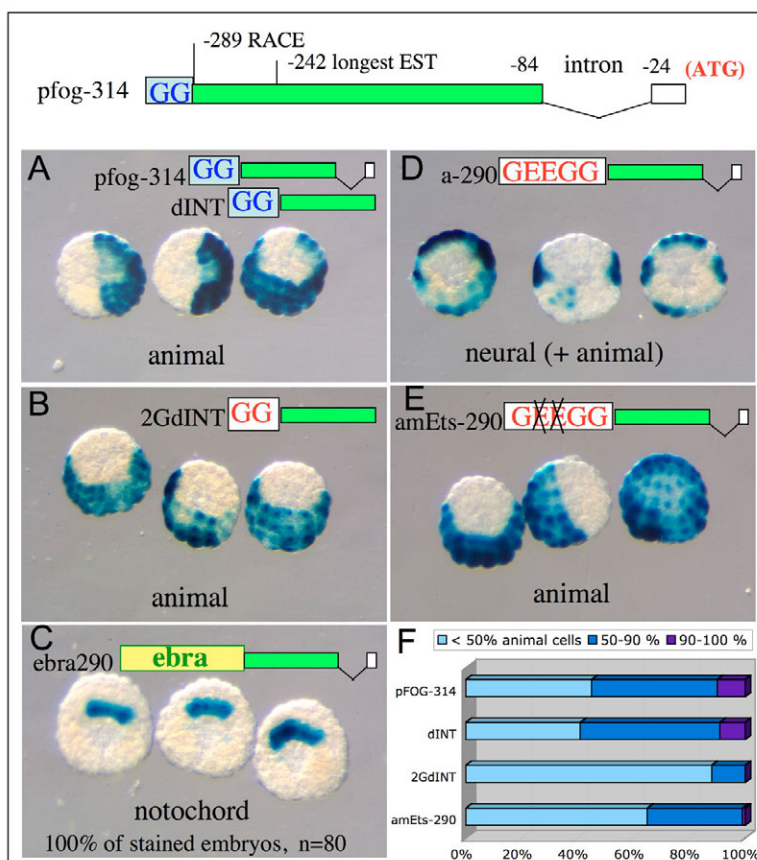 -289 RACE
-242 longest EST
-84
intron
-24
(ATG)
pfog-314
GG
A
pfog-314
GG
dINT
GG
animal
D
a-290
GEEGG
neural (+ animal)
B
2GdINT
GG
animal
E
amEts-290
GEEGG
animal
C
ebra290
ebra
notochord
100% of stained embryos, n=80
F
< 50% animal cells
50-90 %
90-100 %
pFOG-314
dINT
2GdINT
amEts-290
0% 20% 40% 60% 80% 100%